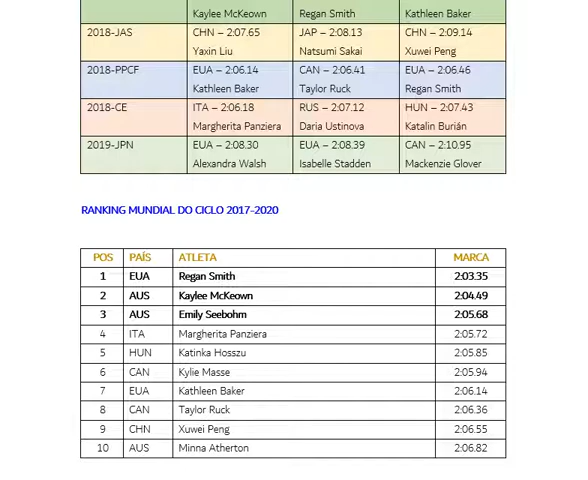 Kaylee McKeown Regan Smith Kathleen Baker
2018-JAS CHN – 2:07.65 JAP – 2:08.13 CHN – 2:09.14
Yaxin Liu Natsumi Sakai Xuwei Peng
2018-PPCF EUA – 2:06.14 CAN – 2:06.41 EUA – 2:06.46
Kathleen Baker Taylor Ruck Regan Smith
2018-CE ITA – 2:06.18 RUS – 2:07.12 HUN – 2:07.43
Margherita Panziera Daria Ustinova Katalin Burián
2019-JPN EUA – 2:08.30 EUA – 2:08.39 CAN – 2:10.95
Alexandra Walsh Isabelle Stadden Mackenzie Glover
RANKING MUNDIAL DO CICLO 2017-2020
POS PAÍS ATLETA MARCA
1 EUA Regan Smith 2:03.35
2 AUS Kaylee McKeown 2:04.49
3 AUS Emily Seebohm 2:05.68
4 ITA Margherita Panziera 2:05.72
5 HUN Katinka Hosszu 2:05.85
6 CAN Kylie Masse 2:05.94
7 EUA Kathleen Baker 2:06.14
8 CAN Taylor Ruck 2:06.36
9 CHN Xuwei Peng 2:06.55
10 AUS Minna Atherton 2:06.82